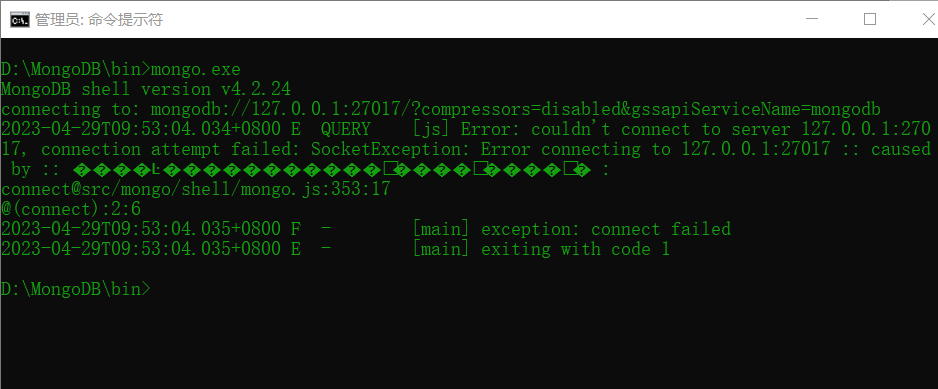 管理员: 命令提示符
D:\MongoDB\bin>mongo.exe
MongoDB shell version v4.2.24
connecting to: mongodb://127.0.0.1:27017/?compressors=disabled&gssapiServiceName=mongodb
2023-04-29T09:53:04.034+0800 E  QUERY    [js] Error: couldn't connect to server 127.0.0.1:270
17, connection attempt failed: SocketException: Error connecting to 127.0.0.1:27017 :: caused
by :: :
connect@src/mongo/shell/mongo.js:353:17
@(connect):2:6
2023-04-29T09:53:04.035+0800 F  -        [main] exception: connect failed
2023-04-29T09:53:04.035+0800 E  -        [main] exiting with code 1
D:\MongoDB\bin>